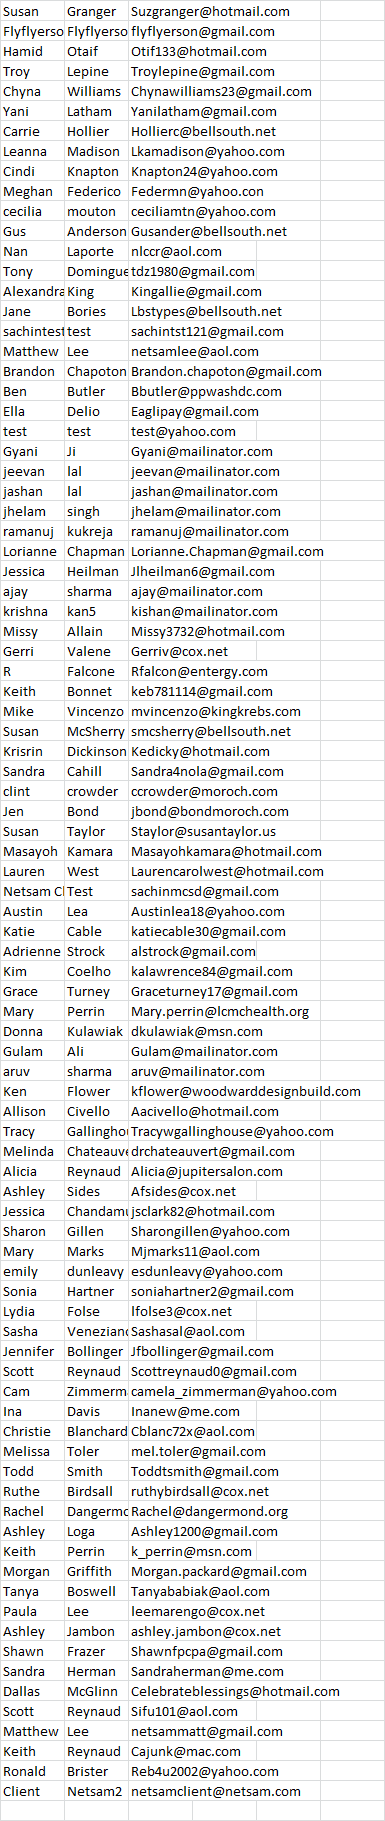 Susan Granger Suzgranger@hotmail.com
Flyflyerso Flyflyerso flyflyerson@gmail.com
Hamid Otaif Otif133@hotmail.com
Troy Lepine Troylepine@gmail.com
Chyna Williams Chynawilliams23@gmail.com
Yani Latham Yanilatham@gmail.com
Carrie Hollier Hollierc@bellsouth.net
Leanna Madison Lkamadison@yahoo.com
Cindi Knapton Knapton24@yahoo.com
Meghan Federico Federmn@yahoo.con
cecilia mouton ceciliamtn@yahoo.com
Gus Anderson Gusander@bellsouth.net
Nan Laporte nlccr@aol.com
Tony Domingue tdz1980@gmail.com
Alexandra King Kingallie@gmail.com
Jane Bories Lbstypes@bellsouth.net
sachintest test sachintst121@gmail.com
Matthew Lee netsamlee@aol.com
Brandon Chapoton Brandon.chapoton@gmail.com
Ben Butler Bbutler@ppwashdc.com
Ella Delio Eaglipay@gmail.com
test test test@yahoo.com
Gyani Ji Gyani@mailinator.com
jeevan lal jeevan@mailinator.com
jashan lal jashan@mailinator.com
jhelam singh jhelam@mailinator.com
ramanuj kukreja ramanuj@mailinator.com
Lorianne Chapman Lorianne.Chapman@gmail.com
Jessica Heilman Jlheilman6@gmail.com
ajay sharma ajay@mailinator.com
krishna kan5 kishan@mailinator.com
Missy Allain Missy3732@hotmail.com
Gerri Valene Gerriv@cox.net
R Falcone Rfalcon@entergy.com
Keith Bonnet keb781114@gmail.com
Mike Vincenzo mvincenzo@kingkrebs.com
Susan McSherry smcsherry@bellsouth.net
Krisrin Dickinson Kedicky@hotmail.com
Sandra Cahill Sandra4nola@gmail.com
clint crowder ccrowder@moroch.com
Jen Bond jbond@bondmoroch.com
Susan Taylor Staylor@susantaylor.us
Masayoh Kamara Masayohkamara@hotmail.com
Lauren West Laurencarolwest@hotmail.com
Netsam Cl Test sachinmcsd@gmail.com
Austin Lea Austinlea18@yahoo.com
Katie Cable katiecable30@gmail.com
Adrienne Strock alstrock@gmail.com
Kim Coelho kalawrence84@gmail.com
Grace Turney Graceturney17@gmail.com
Mary Perrin Mary.perrin@lcmchealth.org
Donna Kulawiak dkulawiak@msn.com
Gulam Ali Gulam@mailinator.com
aruv sharma aruv@mailinator.com
Ken Flower kflower@woodwarddesignbuild.com
Allison Civello Aacivello@hotmail.com
Tracy Gallinghou Tracywgallinghouse@yahoo.com
Melinda Chateauve drchateauvert@gmail.com
Alicia Reynaud Alicia@jupitersalon.com
Ashley Sides Afsides@cox.net
Jessica Chandamu jsclark82@hotmail.com
Sharon Gillen Sharongillen@yahoo.com
Mary Marks Mjmarks11@aol.com
emily dunleavy esdunleavy@yahoo.com
Sonia Hartner soniahartner2@gmail.com
Lydia Folse lfolse3@cox.net
Sasha Veneziano Sashasal@aol.com
Jennifer Bollinger Jfbollinger@gmail.com
Scott Reynaud Scottreynaud0@gmail.com
Cam Zimmerm camela_zimmerman@yahoo.com
Ina Davis Inanew@me.com
Christie Blanchard Cblanc72x@aol.com
Melissa Toler mel.toler@gmail.com
Todd Smith Toddtsmith@gmail.com
Ruthe Birdsall ruthybirdsall@cox.net
Rachel Dangermo Rachel@dangermond.org
Ashley Loga Ashley1200@gmail.com
Keith Perrin k_perrin@msn.com
Morgan Griffith Morgan.packard@gmail.com
Tanya Boswell Tanyababiak@aol.com
Paula Lee leemarengo@cox.net
Ashley Jambon ashley.jambon@cox.net
Shawn Frazer Shawnfpcpa@gmail.com
Sandra Herman Sandraherman@me.com
Dallas McGlinn Celebrateblessings@hotmail.com
Scott Reynaud Sifu101@aol.com
Matthew Lee netsammatt@gmail.com
Keith Reynaud Cajunk@mac.com
Ronald Brister Reb4u2002@yahoo.com
Client Netsam2 netsamclient@netsam.com